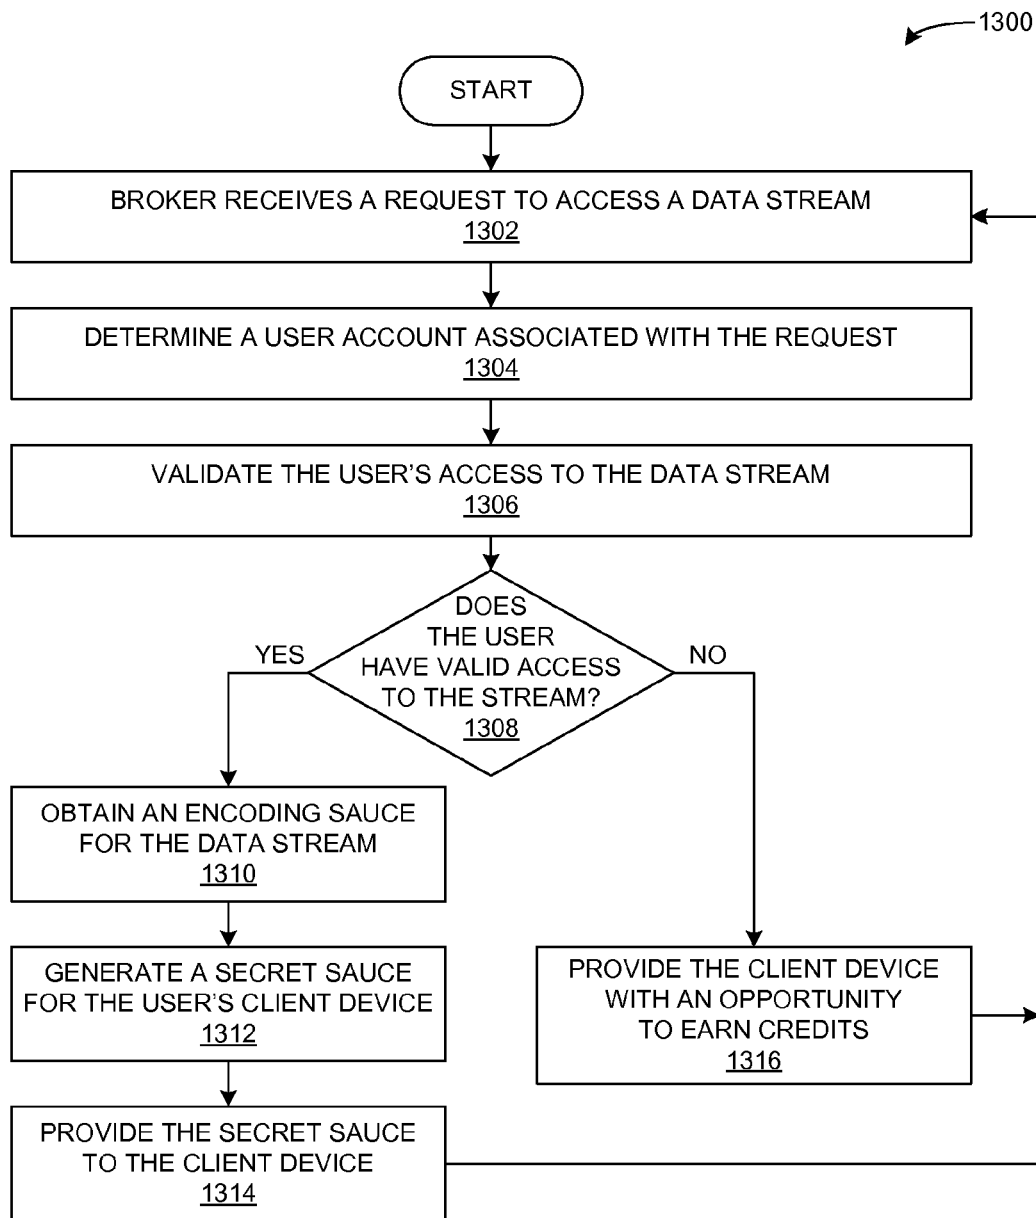 1300
START
BROKER RECEIVES A REQUEST TO ACCESS A DATA STREAM
1302
DETERMINE A USER ACCOUNT ASSOCIATED WITH THE REQUEST
1304
VALIDATE THE USER'S ACCESS TO THE DATA STREAM
1306
DOES
THE USER
HAVE VALID ACCESS
TO THE STREAM?
1308
YES
NO
OBTAIN AN ENCODING SAUCE
FOR THE DATA STREAM
1310
GENERATE A SECRET SAUCE
FOR THE USER'S CLIENT DEVICE
1312
PROVIDE THE CLIENT DEVICE
WITH AN OPPORTUNITY
TO EARN CREDITS
1316
PROVIDE THE SECRET SAUCE
TO THE CLIENT DEVICE
1314